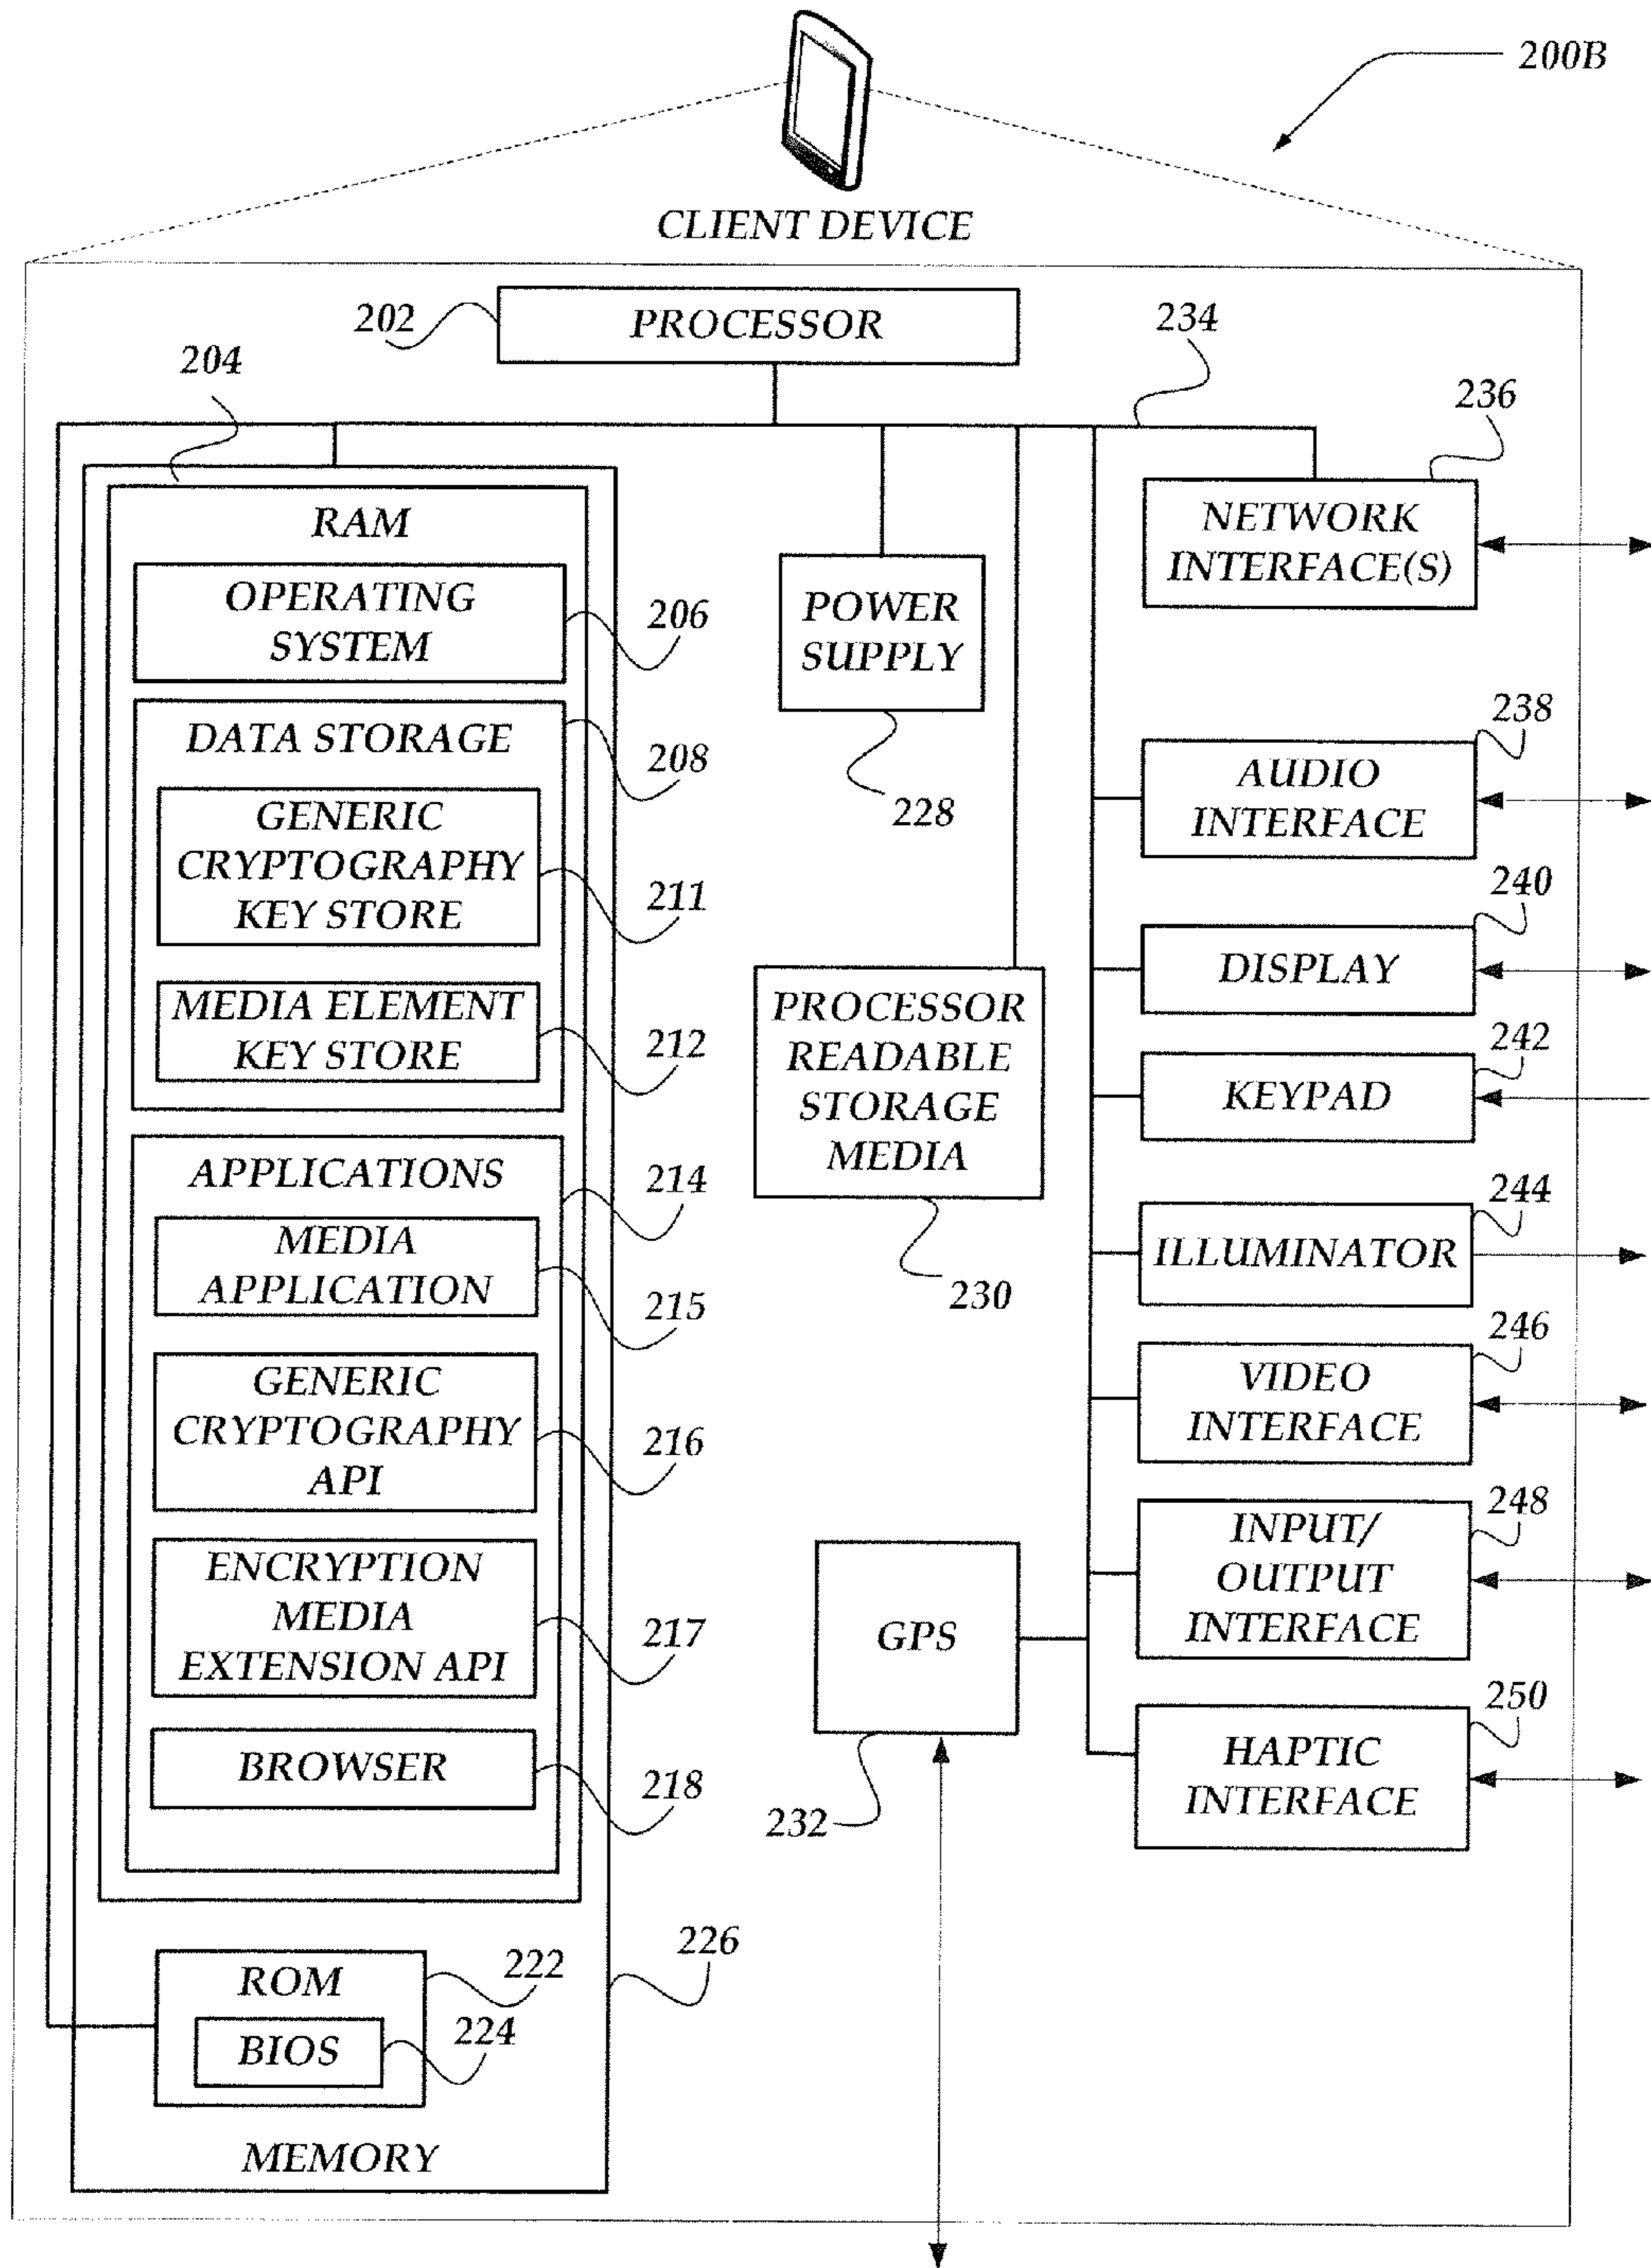 200B
CLIENT DEVICE
202
PROCESSOR
234
204
236
RAM
NETWORK
INTERFACE(S)
OPERATING
SYSTEM
206
POWER
SUPPLY
228
DATA STORAGE
208
GENERIC
CRYPTOGRAPHY
KEY STORE
211
MEDIA ELEMENT
KEY STORE
212
238
AUDIO
INTERFACE
240
DISPLAY
242
KEYPAD
PROCESSOR
READABLE
STORAGE
MEDIA
230
APPLICATIONS
214
MEDIA
APPLICATION
215
GENERIC
CRYPTOGRAPHY
API
216
ENCRYPTION
MEDIA
EXTENSION API
217
BROWSER
218
244
ILLUMINATOR
246
VIDEO
INTERFACE
248
INPUT/
OUTPUT
INTERFACE
GPS
232
250
HAPTIC
INTERFACE
226
ROM
222
BIOS
224
MEMORY